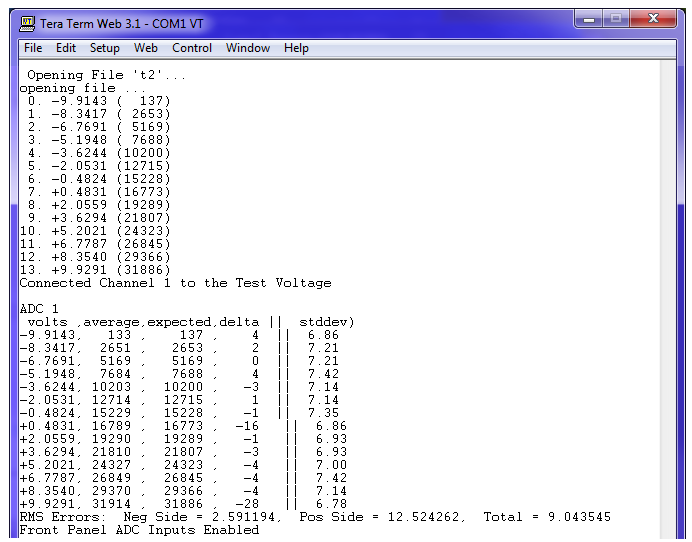 Tera Term Web 3.1 - COM1 VT
File Edit Setup Web Control Window Help
Opening File 't2'...
opening file ...
0. -9.9143 ( 137)
1. -8.3417 ( 2653)
2. -6.7691 ( 5169)
3. -5.1948 ( 7688)
4. -3.6244 (10200)
5. -2.0531 (12715)
6. -0.4824 (15228)
7. +0.4831 (16773)
8. +2.0559 (19289)
9. +3.6294 (21807)
10. +5.2021 (24323)
11. +6.7787 (26845)
12. +8.3540 (29366)
13. +9.9291 (31886)
Connected Channel 1 to the Test Voltage
ADC 1
volts ,average,expected,delta || stddev)
-9.9143, 133 , 137 , 4 || 6.86
-8.3417, 2651 , 2653 , 2 || 7.21
-6.7691, 5169 , 5169 , 0 || 7.21
-5.1948, 7684 , 7688 , 4 || 7.42
-3.6244, 10203 , 10200 , -3 || 7.14
-2.0531, 12714 , 12715 , 1 || 7.14
-0.4824, 15229 , 15228 , -1 || 7.35
+0.4831, 16789 , 16773 , -16 || 6.86
+2.0559, 19290 , 19289 , -1 || 6.93
+3.6294, 21810 , 21807 , -3 || 6.93
+5.2021, 24327 , 24323 , -4 || 7.00
+6.7787, 26849 , 26845 , -4 || 7.42
+8.3540, 29370 , 29366 , -4 || 7.14
+9.9291, 31914 , 31886 , -28 || 6.78
RMS Errors: Neg Side = 2.591194, Pos Side = 12.524262, Total = 9.043545
Front Panel ADC Inputs Enabled